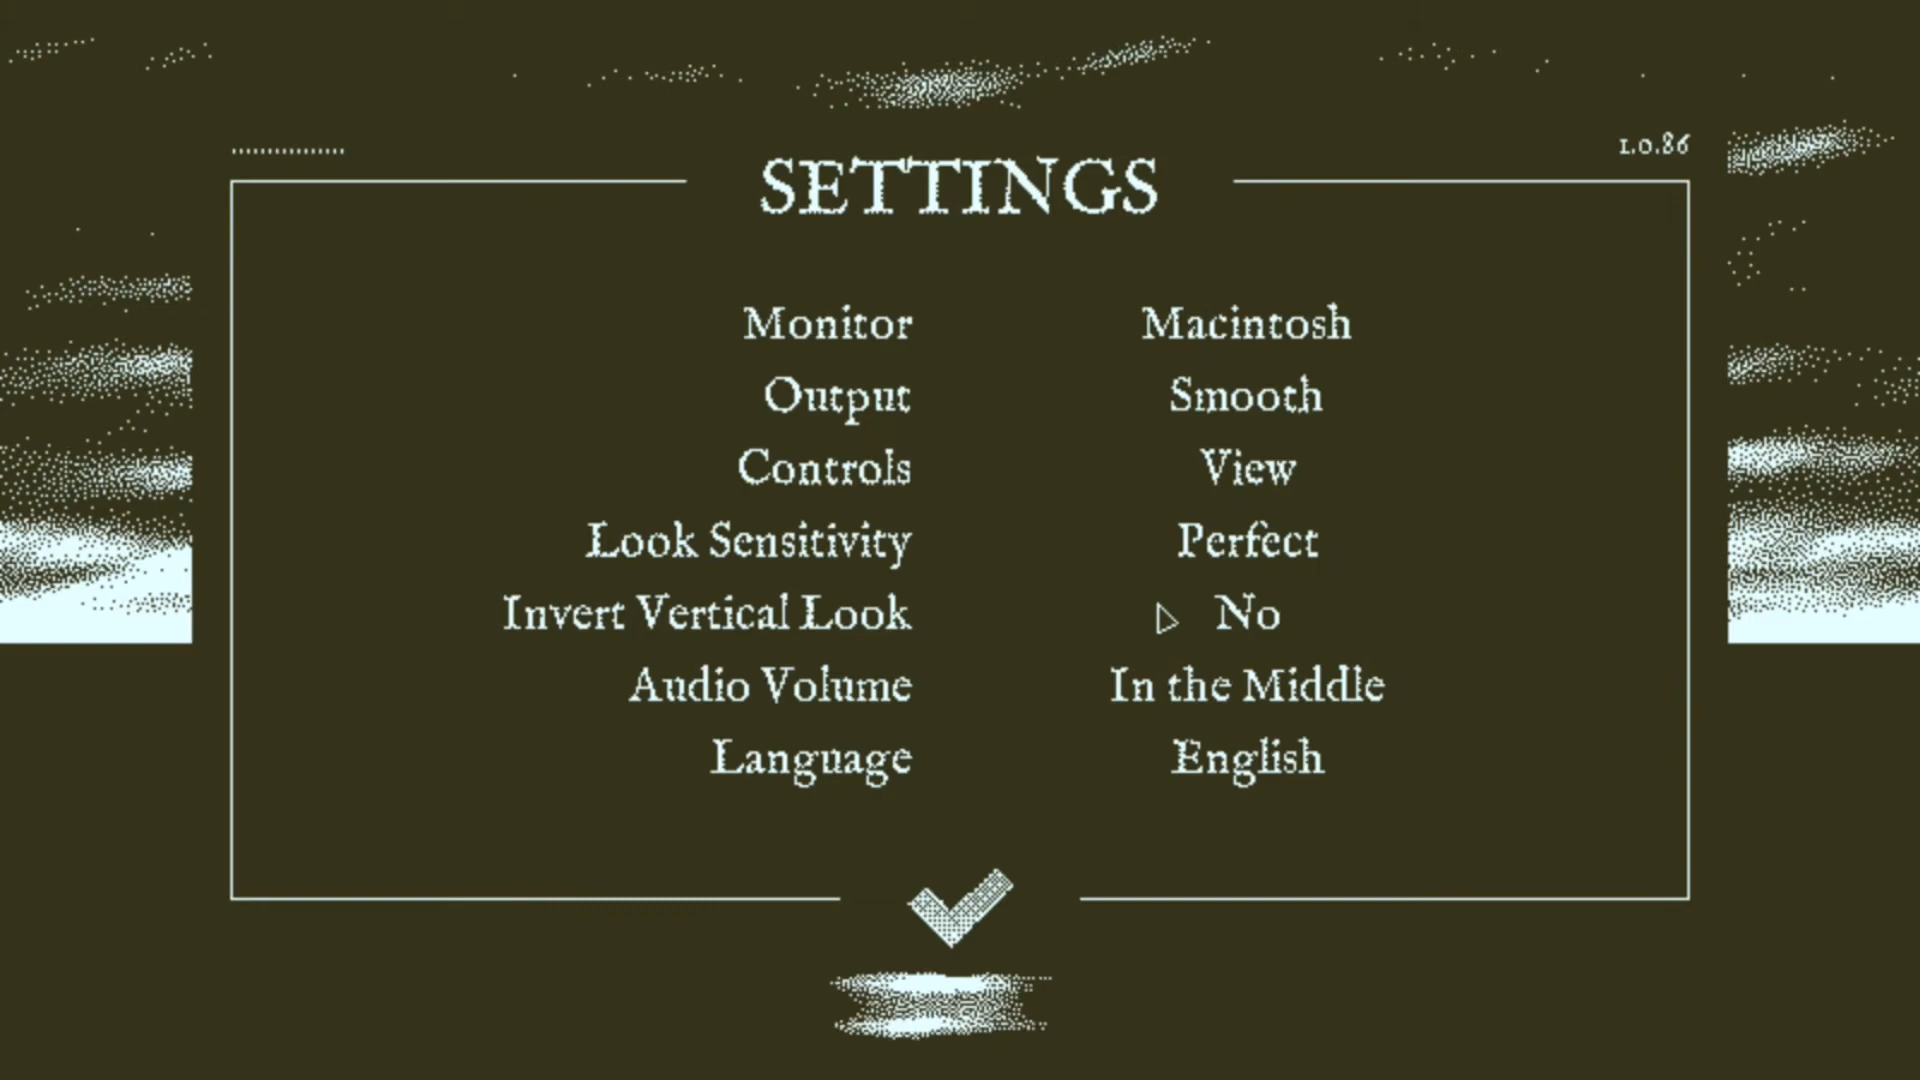 1.0.86
SETTINGS
Monitor Macintosh
Output Smooth
Controls View
Look Sensitivity Perfect
Invert Vertical Look No
Audio Volume In the Middle
Language English